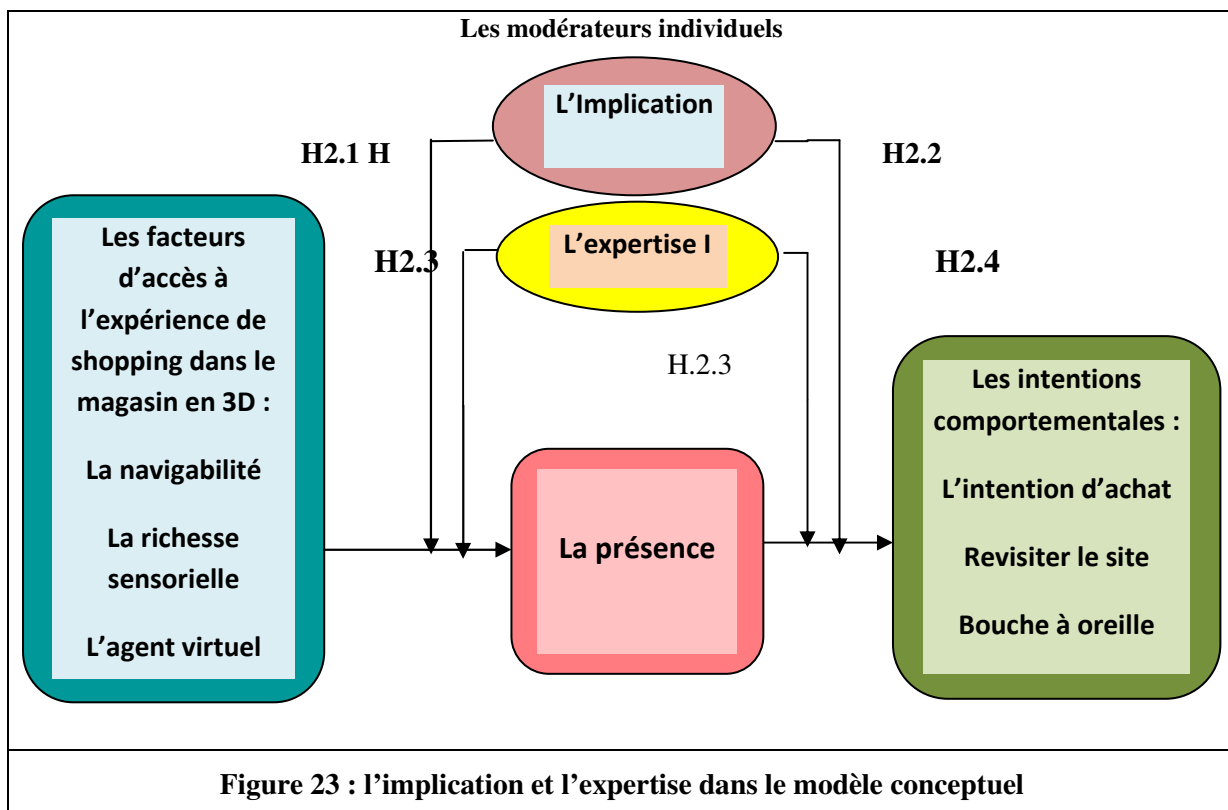 Les modérateurs individuels
L’Implication
H2.1 H
H2.2
L’expertise I
H2.3
H2.4
H.2.3
Les facteurs
d’accès à
l’expérience de
shopping dans le
magasin en 3D :
La navigabilité
La richesse
sensorielle
L’agent virtuel
La présence
Les intentions
comportementales :
L’intention d’achat
Revisiter le site
Bouche à oreille
Figure 23 : l’implication et l’expertise dans le modèle conceptuel